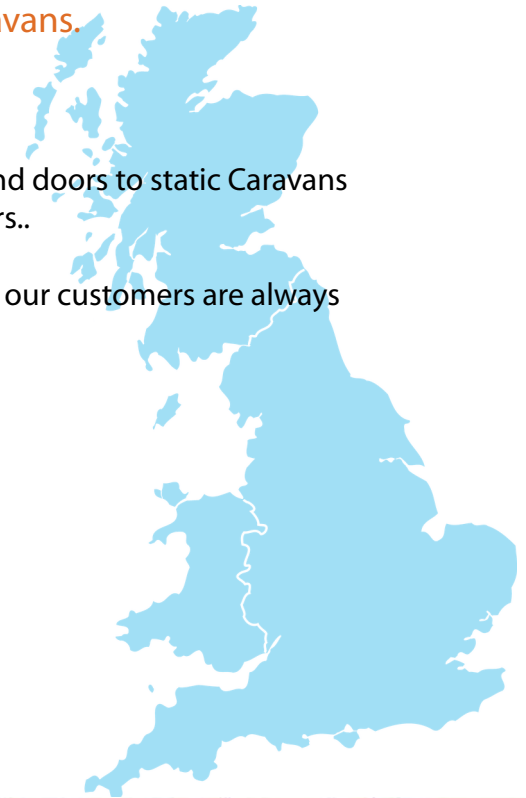 avans.
nd doors to static Caravans
rs..
our customers are always